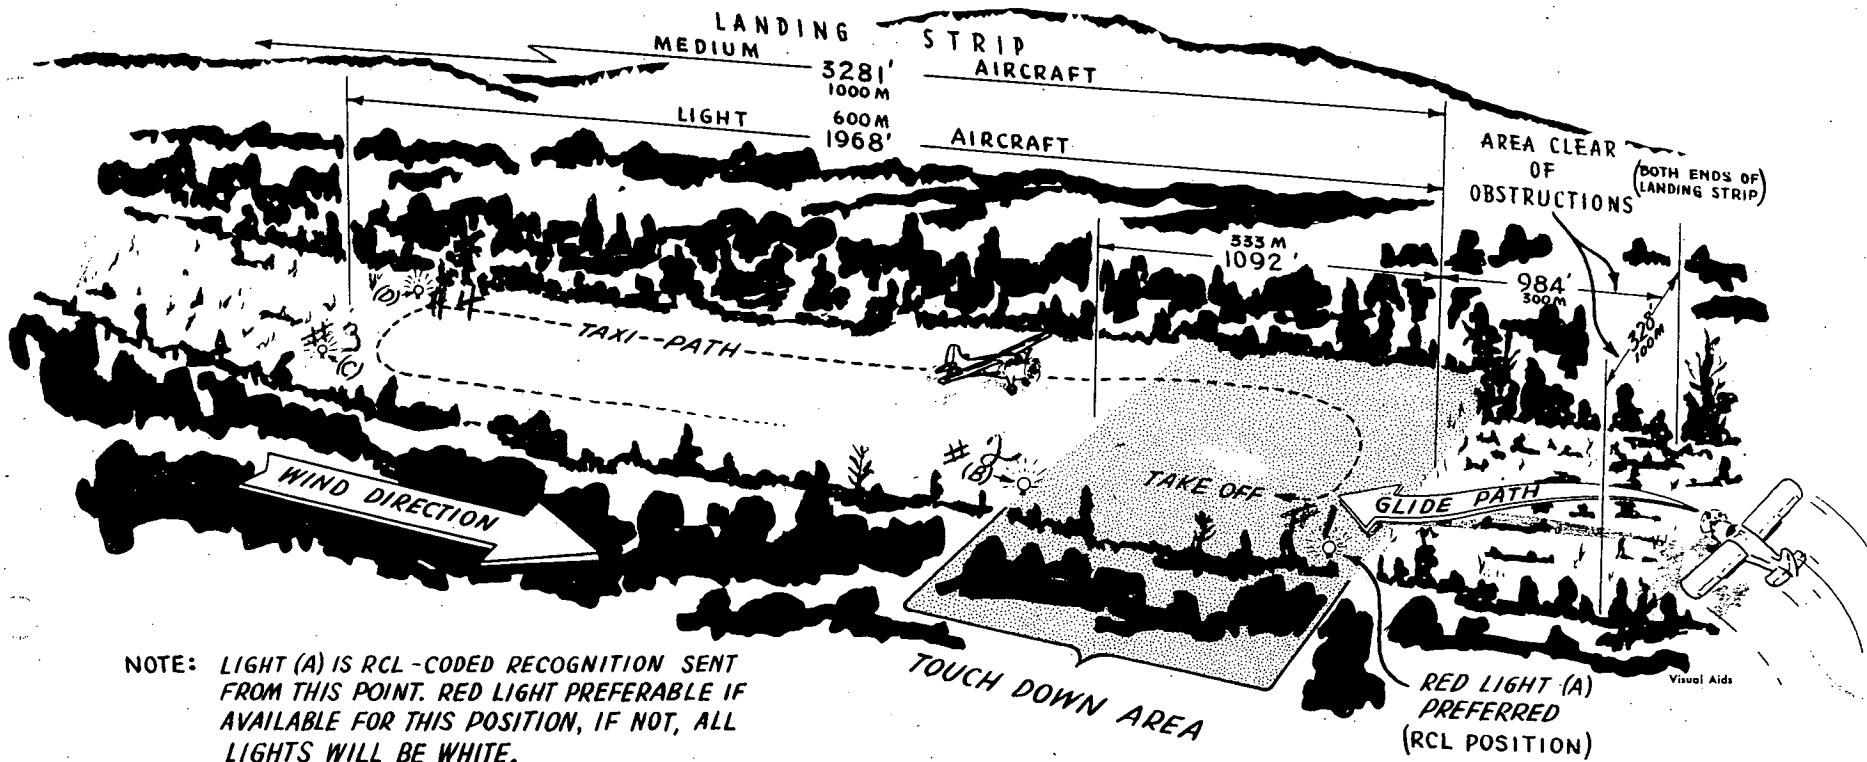 LANDING STRIP
MEDIUM AIRCRAFT
3281'
1000 M
LIGHT AIRCRAFT
600 M
1968'
AREA CLEAR
OF
OBSTRUCTIONS
(BOTH ENDS OF
LANDING STRIP)
333 M
1092'
984'
300 M
328'
100 M
(D)
#4
#3
(C)
TAXI--PATH
#2
(B)
TAKE OFF
#1
GLIDE PATH
WIND DIRECTION
TOUCH DOWN AREA
RED LIGHT (A)
PREFERRED
(RCL POSITION)
Visual Aids
NOTE: LIGHT (A) IS RCL -CODED RECOGNITION SENT
FROM THIS POINT. RED LIGHT PREFERABLE IF
AVAILABLE FOR THIS POSITION, IF NOT, ALL
LIGHTS WILL BE WHITE.